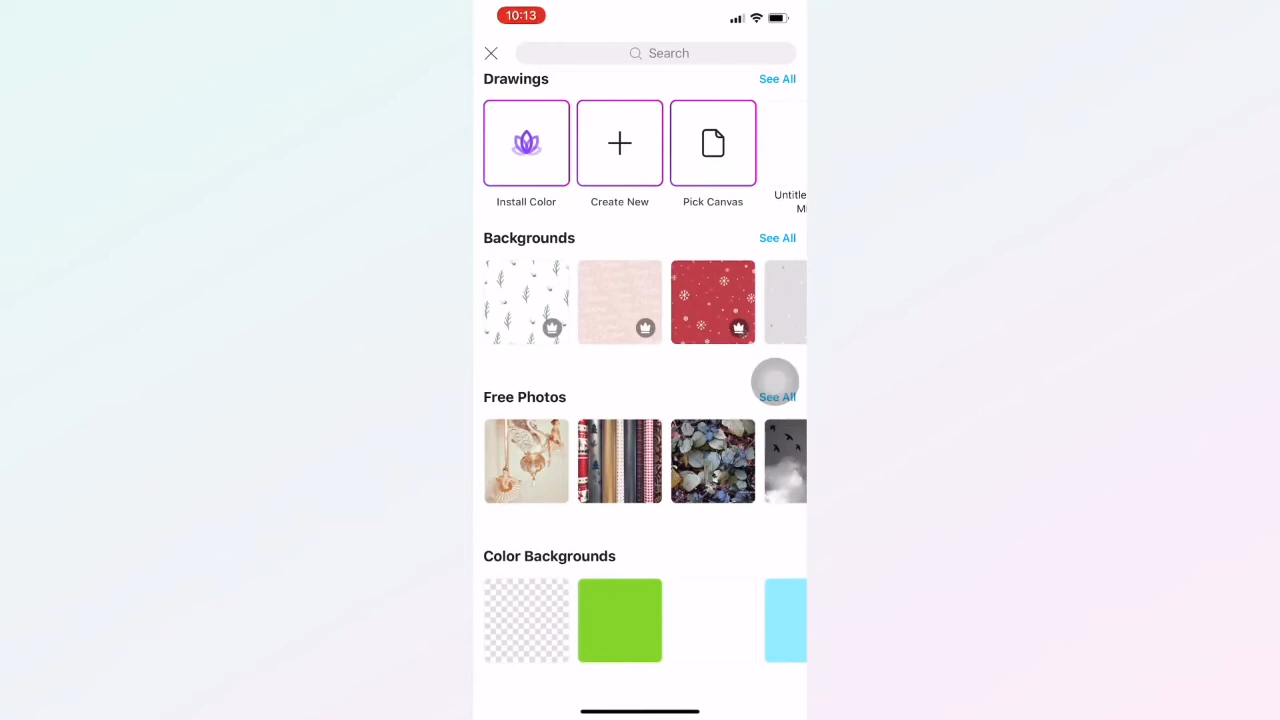 10:13
Search
Drawings
See All
Install Color
Create New
Pick Canvas
Untitle
M
Backgrounds
See All
Free Photos
See All
Color Backgrounds